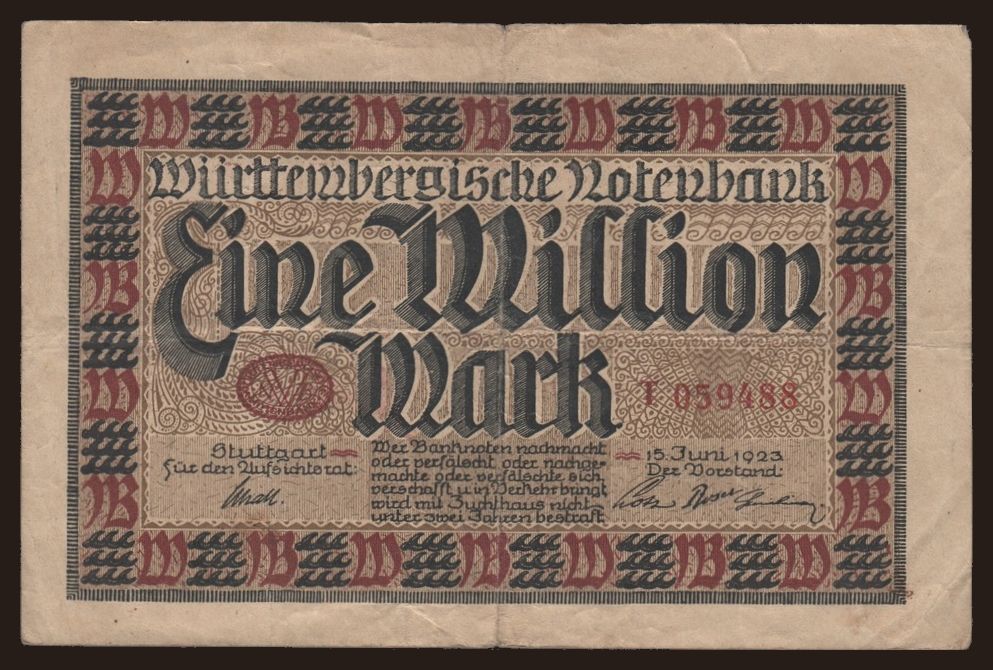 Württembergische Notenbank
Eine Million
Mark
T 059488
Stuttgart
Für den Aufsichtsrat:
Wer Banknoten nachmacht
oder verfälscht oder nachge-
machte oder verfälschte sich
verschafft u. in Verkehr bringt
wird mit Zuchthaus nicht
unter zwei Jahren bestraft
15. Juni 1923
Der Vorstand: